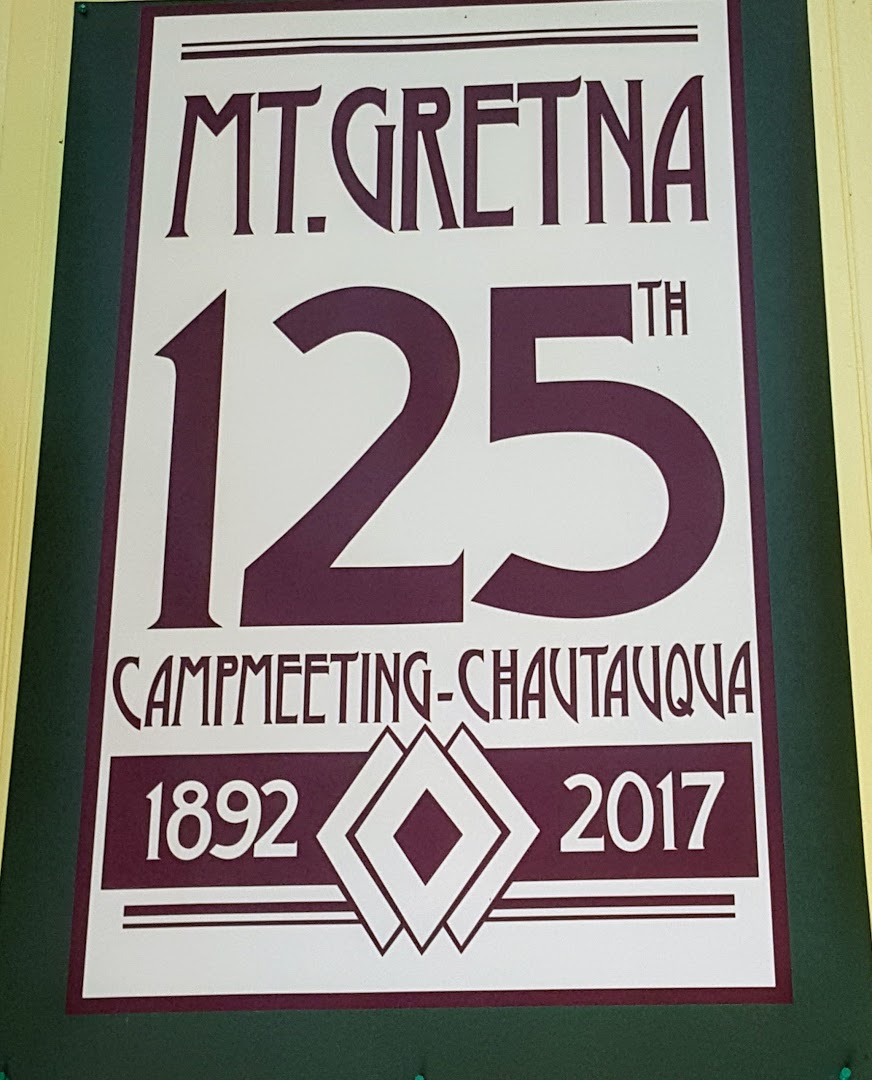 MT. GRETNA
125TH
CAMPMEETING-CHAUTAUQUA
1892 2017